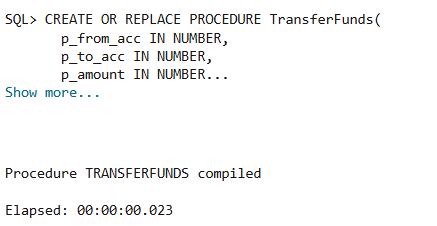 SQL> CREATE OR REPLACE PROCEDURE TransferFunds(
p_from_acc IN NUMBER,
p_to_acc IN NUMBER,
p_amount IN NUMBER...
Show more...
Procedure TRANSFERFUNDS compiled
Elapsed: 00:00:00.023